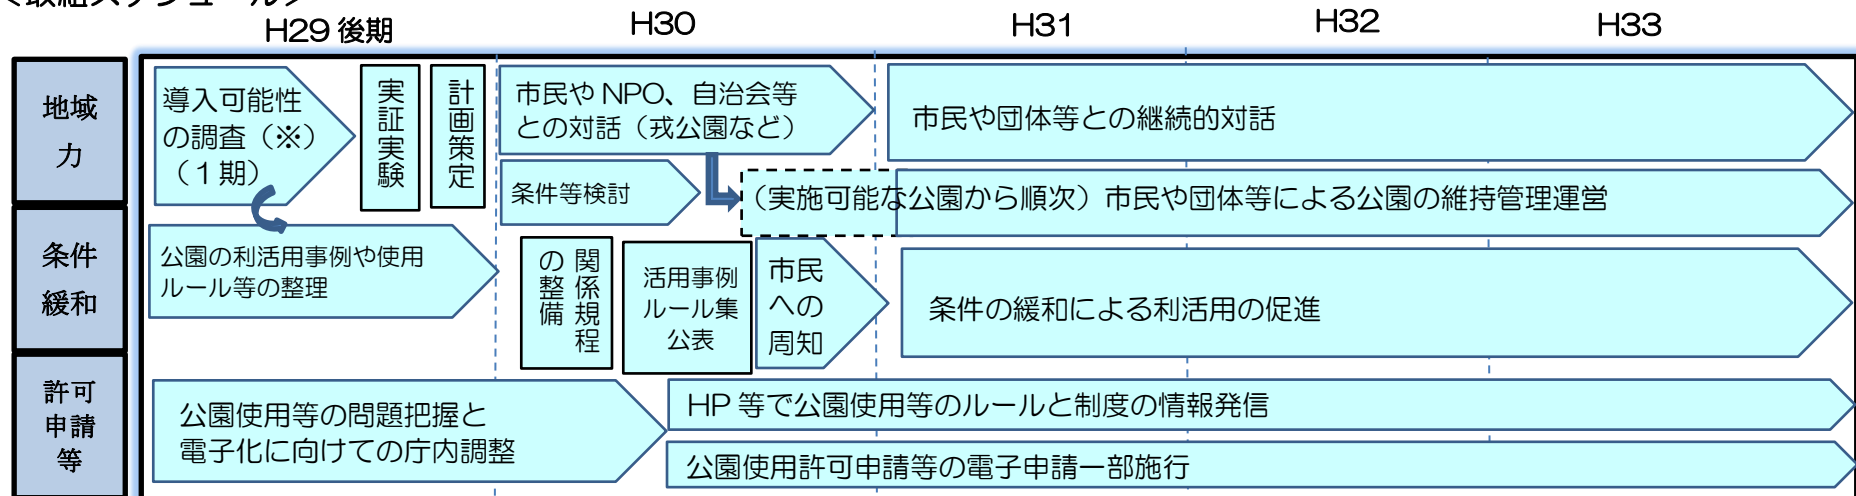 <取組スケジュール>
H29 後期
H30
H31
H32
H33
地域
力
導入可能性
の調査（※）
（１期）
実証実験
計画策定
市民や NPO、自治会等
との対話（戎公園など）
市民や団体等との継続的対話
条件等検討
（実施可能な公園から順次）市民や団体等による公園の維持管理運営
条件
緩和
公園の利活用事例や使用
ルール等の整理
関係規程
の整備
活用事例
ルール集
公表
市民
への
周知
条件の緩和による利活用の促進
許可
申請
等
公園使用等の問題把握と
電子化に向けての庁内調整
HP 等で公園使用等のルールと制度の情報発信
公園使用許可申請等の電子申請一部施行